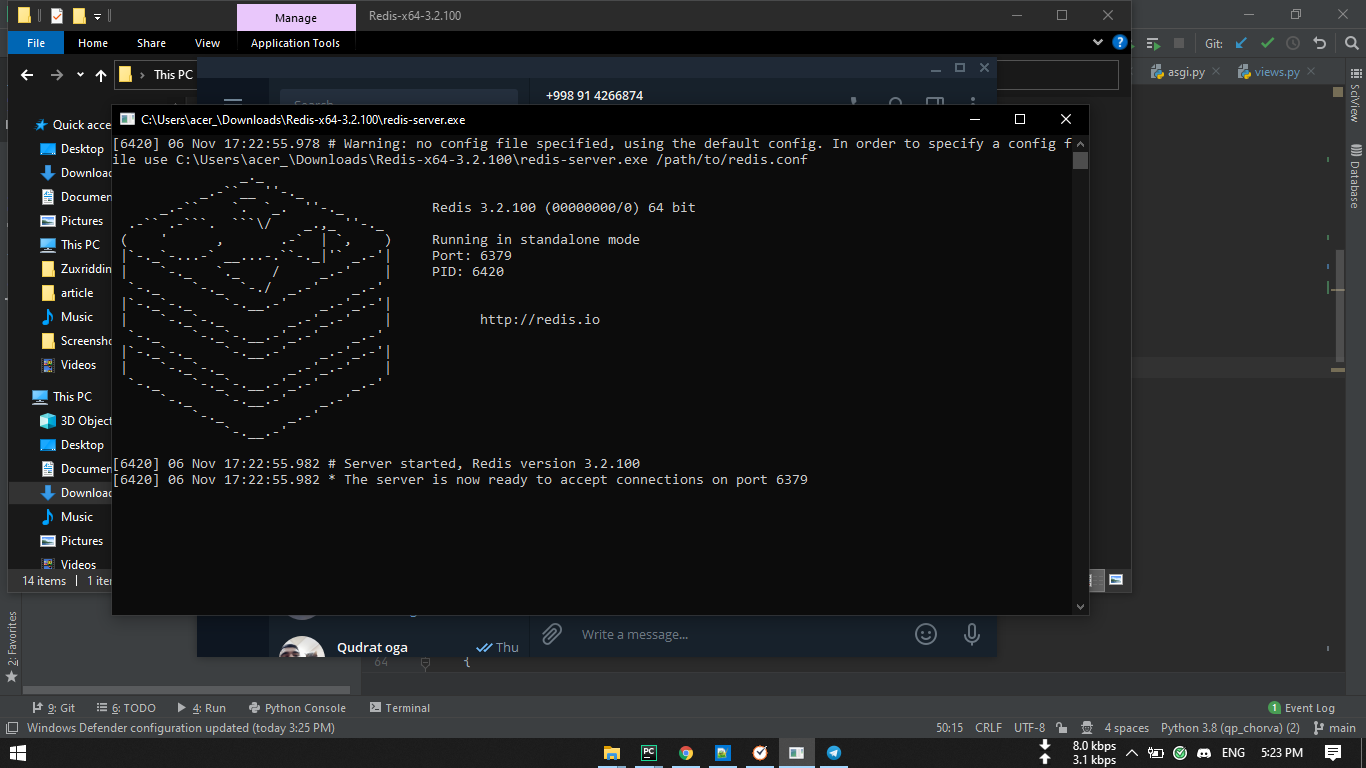 Manage
Redis-x64-3.2.100
File
Home
Share
View
Application Tools
Git:
This PC
asgi.py
views.py
+998 91 4266874
SciView
Database
C:\Users\acer_\Downloads\Redis-x64-3.2.100\redis-server.exe
Quick acce
Desktop
Downloac
Documen
Pictures
This PC
Zuxriddin
article
Music
Screensho
Videos
This PC
3D Object
Desktop
Documen
Downloac
Music
Pictures
Videos
14 items
1 iter
[6420] 06 Nov 17:22:55.978 # Warning: no config file specified, using the default config. In order to specify a config f
ile use C:\Users\acer_\Downloads\Redis-x64-3.2.100\redis-server.exe /path/to/redis.conf
Redis 3.2.100 (00000000/0) 64 bit
Running in standalone mode
Port: 6379
PID: 6420
http://redis.io
[6420] 06 Nov 17:22:55.982 # Server started, Redis version 3.2.100
[6420] 06 Nov 17:22:55.982 * The server is now ready to accept connections on port 6379
Qudrat oga
Thu
Write a message...
64
{
2: Favorites
9: Git
6: TODO
4: Run
Python Console
Terminal
1 Event Log
Windows Defender configuration updated (today 3:25 PM)
50:15
CRLF
UTF-8
4 spaces
Python 3.8 (qp_chorva) (2)
main
8.0 kbps
3.1 kbps
ENG
5:23 PM